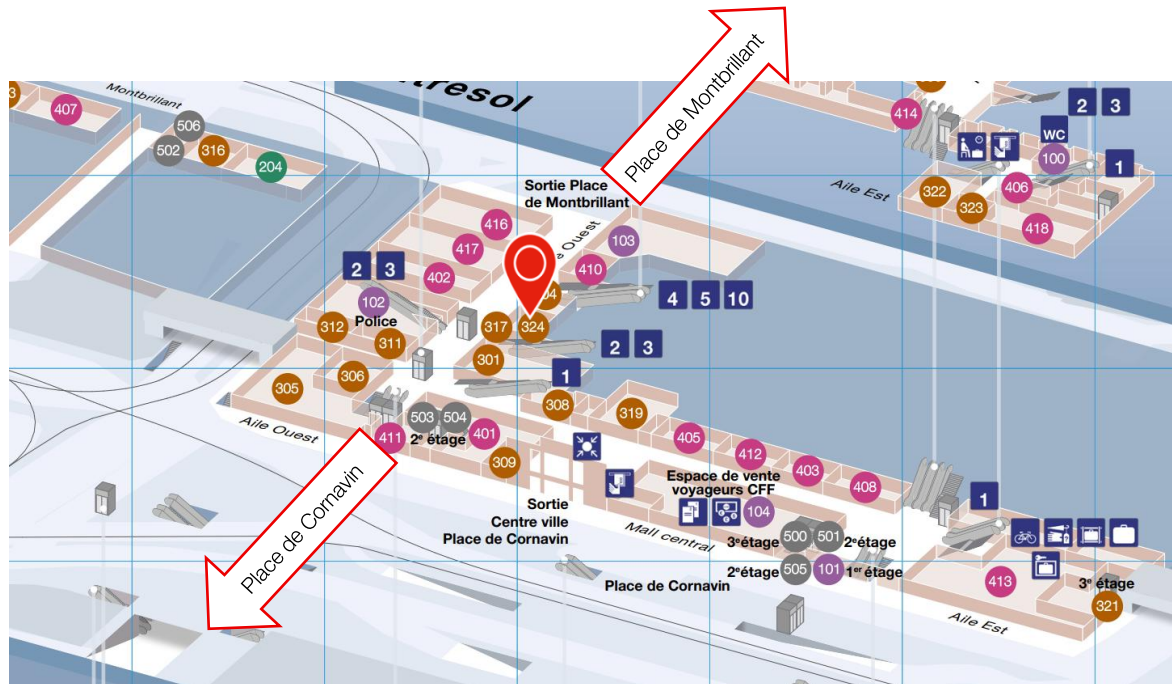 Place de Montbrillant
Montbrillant
407
506
502
316
204
Sortie Place
de Montbrillant
416
417
402
103
410
2 3
102
Police
312
311
317
324
301
4 5 10
2 3
1
305
306
308
319
Aile Ouest
411
503 504
2e étage
401
309
405
412
403
408
Espace de vente
voyageurs CFF
104
Sortie
Centre ville
Place de Cornavin
Mall central
3e étage 500 501 2e étage
2e étage 505 101 1er étage
Place de Cornavin
Place de Cornavin
1
413
3e étage
321
Aile Est
414
2 3
WC
100
1
Aile Est
322
323
406
418